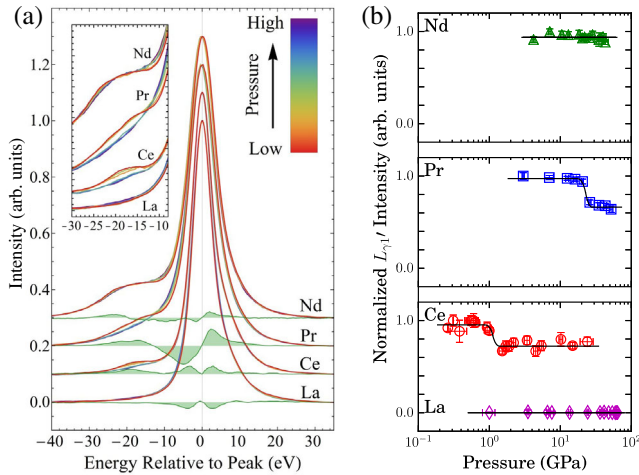 (a)
High
Pressure
Low
Nd
Pr
Ce
La
-30 -25 -20 -15 -10
1.2
1.0
0.8
0.6
0.4
0.2
0.0
Intensity (arb. units)
Nd
Pr
Ce
La
−40 −30 −20 −10 0 10 20 30
Energy Relative to Peak (eV)
(b)
Normalized Lγ1′ Intensity (arb. units)
Nd
1.0
0.0
Pr
1.0
0.0
Ce
1.0
0.0
La
10⁻¹ 10⁰ 10¹ 10²
Pressure (GPa)